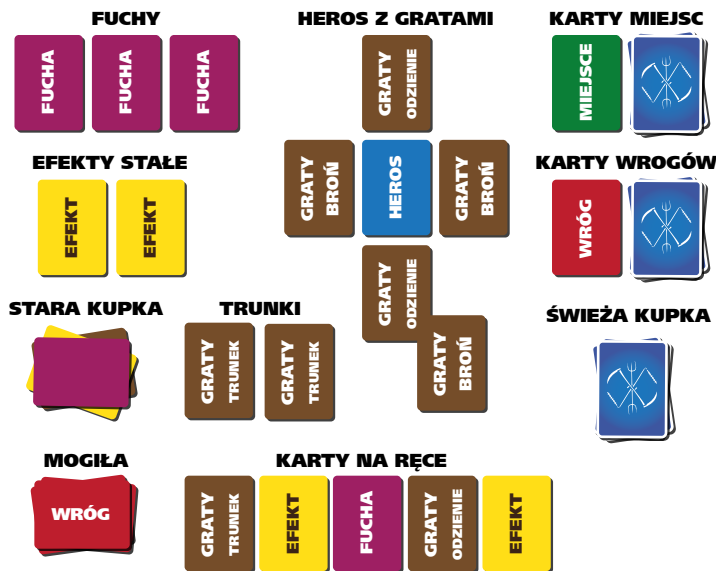 FUCHY
FUCHA
FUCHA
FUCHA
HEROS Z GRATAMI
GRATY
ODZIENIE
GRATY
BROŃ
HEROS
GRATY
BROŃ
GRATY
ODZIENIE
GRATY
BROŃ
KARTY MIEJSC
MIEJSCE
EFEKTY STAŁE
EFEKT
EFEKT
KARTY WROGÓW
WRÓG
STARA KUPKA
TRUNKI
GRATY
TRUNEK
GRATY
TRUNEK
ŚWIEŻA KUPKA
MOGIŁA
WRÓG
KARTY NA RĘCE
GRATY
TRUNEK
EFEKT
FUCHA
GRATY
ODZIENIE
EFEKT